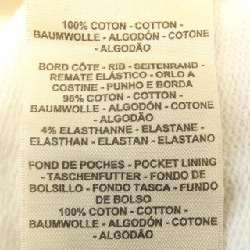 100% COTON - COTTON -
BAUMWOLLE - ALGODÓN - COTONE
- ALGODÃO
BORD CÔTE - RIB - SEITENRAND -
REMATE ELÁSTICO - ORLO A
COSTINE - PUNHO E BORDA
96% COTON - COTTON -
BAUMWOLLE - ALGODÓN - COTONE -
ALGODÃO
4% ELASTHANNE - ELASTANE -
ELASTHAN - ELASTAN - ELASTANO
FOND DE POCHES - POCKET LINING
- TASCHENFUTTER - FONDO DE
BOLSILLO - FONDO TASCA - FUNDO
DE BOLSO
100% COTON - COTTON -
BAUMWOLLE - ALGODÓN - COTONE
- ALGODÃO